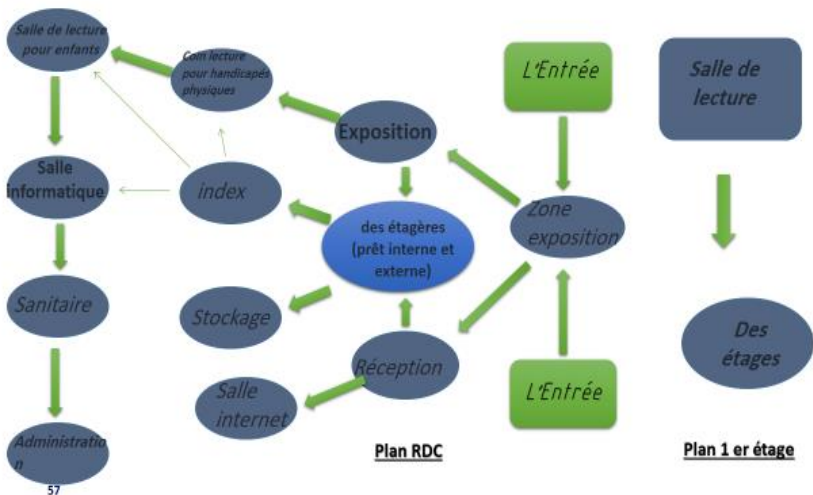 Salle de lecture
pour enfants
Coin lecture
pour handicapés
physiques
L'Entrée
Salle de
lecture
Exposition
Salle
informatique
index
Zone
exposition
des étagères
(prêt interne et
externe)
Sanitaire
Stockage
Des
étages
Réception
Salle
internet
L'Entrée
Administratio
n
Plan RDC
Plan 1 er étage
57